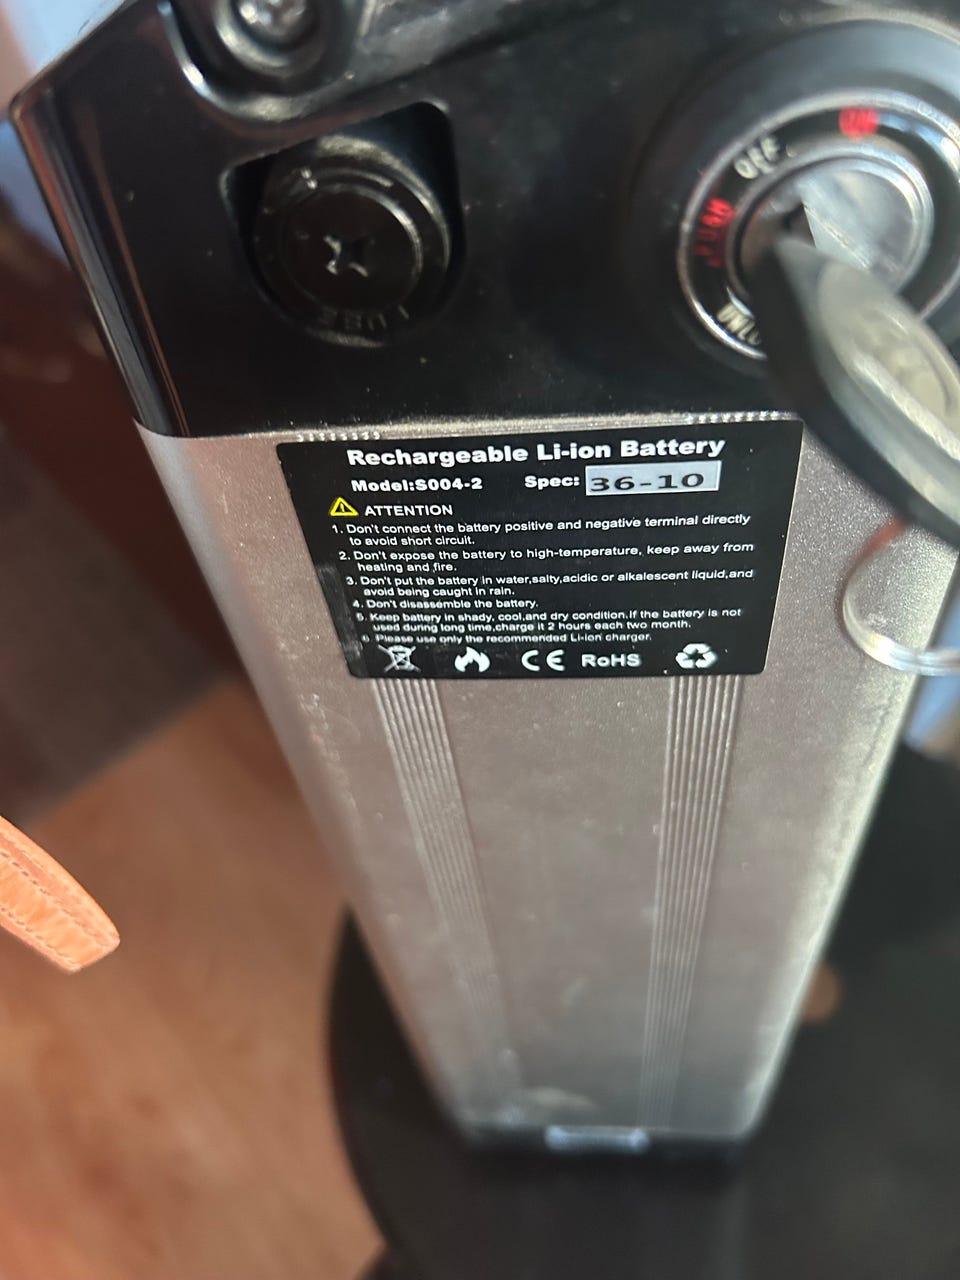 OFF
ON
PUSH
FUSE
Rechargeable Li-ion Battery
Model:S004-2 Spec: 36-10
ATTENTION
1. Don't connect the battery positive and negative terminal directly
to avoid short circuit.
2. Don't expose the battery to high-temperature, keep away from
heating and fire.
3. Don't put the battery in water,salty,acidic or alkalescent liquid,and
avoid being caught in rain.
4. Don't disassemble the battery.
5. Keep battery in shady, cool,and dry condition.If the battery is not
used during long time,charge it 2 hours each two month.
6. Please use only the recommended Li-ion charger.
CE RoHS